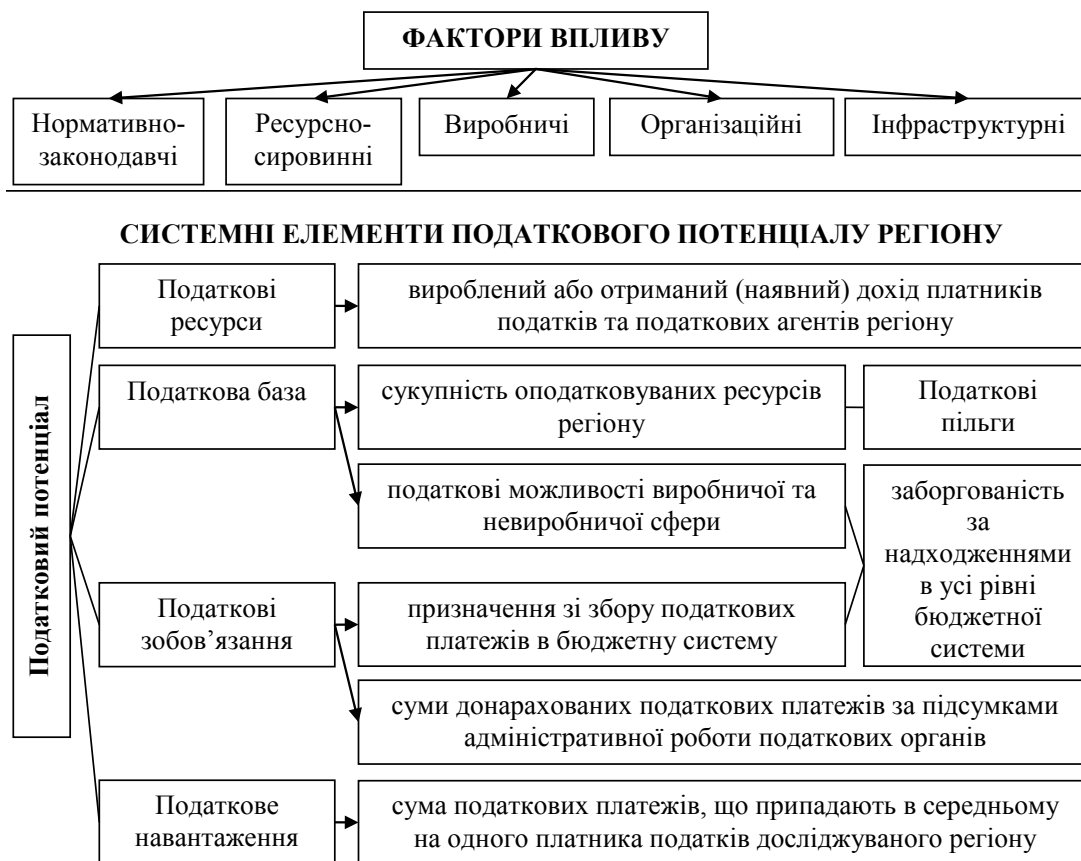 ФАКТОРИ ВПЛИВУ
Нормативно-
законодавчі
Ресурсно-
сировинні
Виробничі
Організаційні
Інфраструктурні
СИСТЕМНІ ЕЛЕМЕНТИ ПОДАТКОВОГО ПОТЕНЦІАЛУ РЕГІОНУ
Податковий потенціал
Податкові
ресурси
вироблений або отриманий (наявний) дохід платників
податків та податкових агентів регіону
Податкова база
сукупність оподатковуваних ресурсів
регіону
Податкові
пільги
податкові можливості виробничої та
невиробничої сфери
заборгованість
за
надходженнями
в усі рівні
бюджетної
системи
Податкові
зобов’язання
призначення зі збору податкових
платежів в бюджетну систему
суми донарахованих податкових платежів за підсумками
адміністративної роботи податкових органів
Податкове
навантаження
сума податкових платежів, що припадають в середньому
на одного платника податків досліджуваного регіону